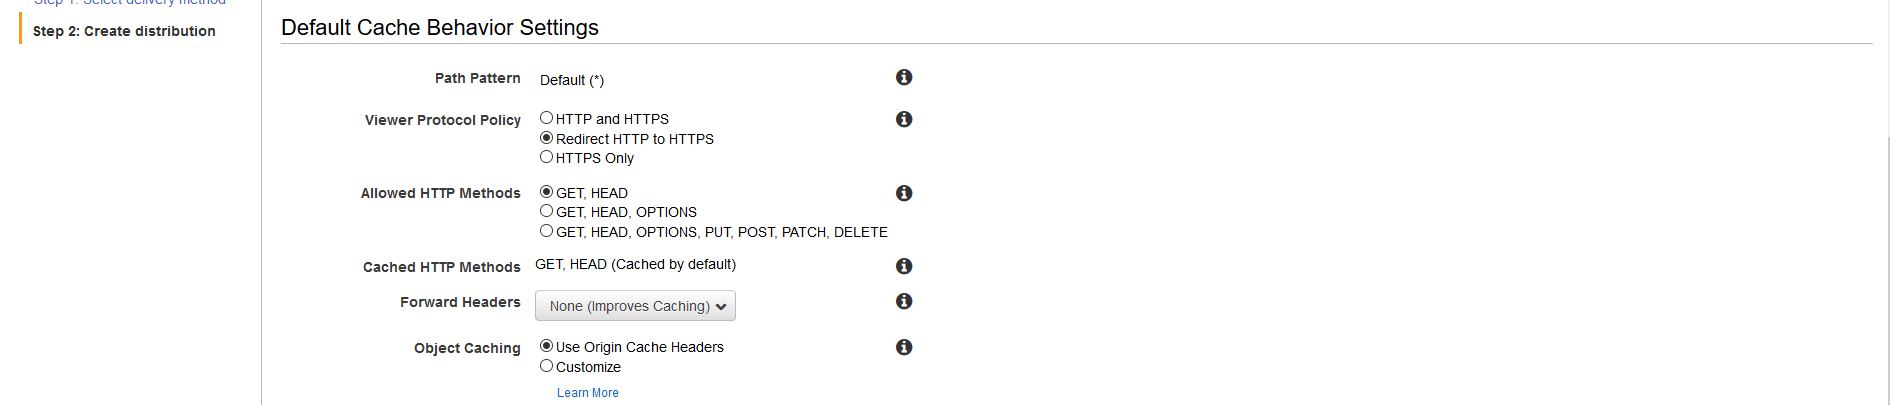 Step 1: Select delivery method
Step 2: Create distribution
Default Cache Behavior Settings
Path Pattern Default (*)
Viewer Protocol Policy HTTP and HTTPS
Redirect HTTP to HTTPS
HTTPS Only
Allowed HTTP Methods GET, HEAD
GET, HEAD, OPTIONS
GET, HEAD, OPTIONS, PUT, POST, PATCH, DELETE
Cached HTTP Methods GET, HEAD (Cached by default)
Forward Headers None (Improves Caching)
Object Caching Use Origin Cache Headers
Customize
Learn More